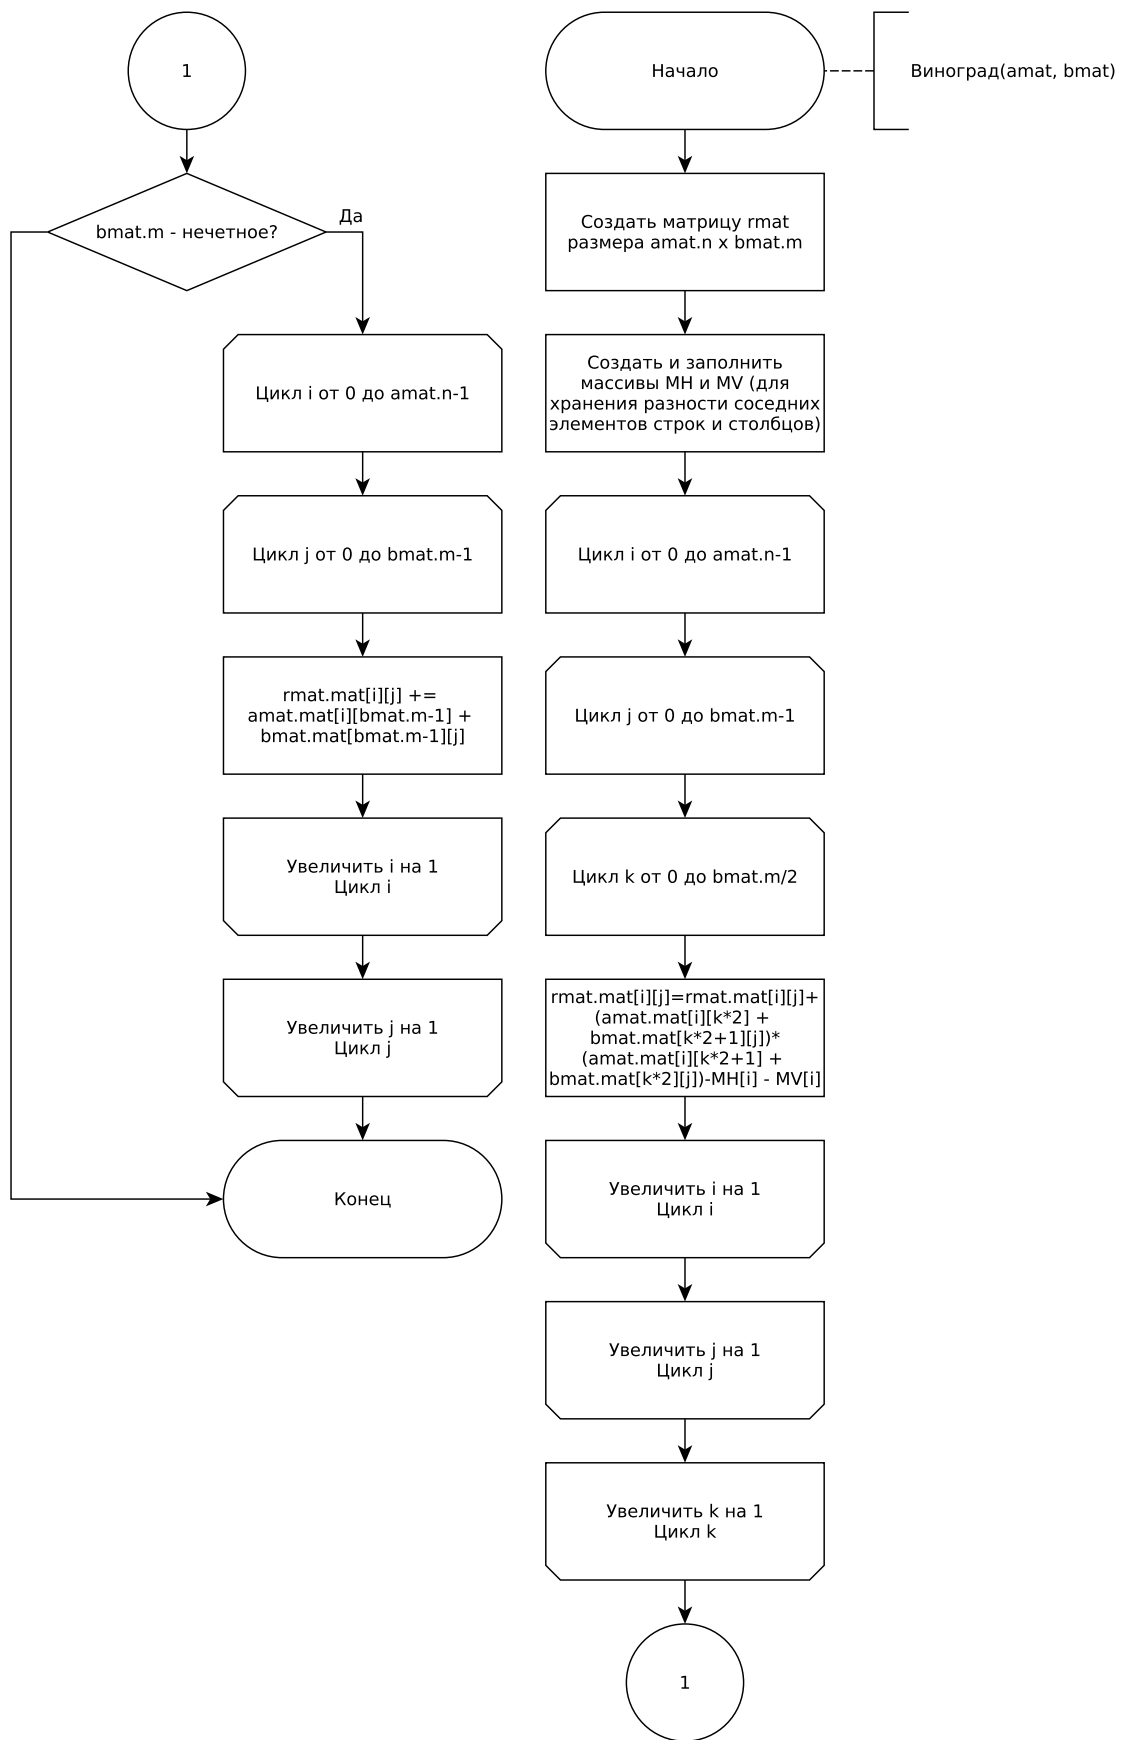 Начало
Виноград(amat, bmat)
Создать матрицу rmat
размера amat.n x bmat.m
Создать и заполнить
массивы MH и MV (для
хранения разности соседних
элементов строк и столбцов)
Цикл i от 0 до amat.n-1
Цикл j от 0 до bmat.m-1
Цикл k от 0 до bmat.m/2
rmat.mat[i][j]=rmat.mat[i][j]+
(amat.mat[i][k*2] +
bmat.mat[k*2+1][j])*
(amat.mat[i][k*2+1] +
bmat.mat[k*2][j])-MH[i] - MV[i]
Увеличить i на 1
Цикл i
Увеличить j на 1
Цикл j
Увеличить k на 1
Цикл k
1
1
bmat.m - нечетное?
Да
Цикл i от 0 до amat.n-1
Цикл j от 0 до bmat.m-1
rmat.mat[i][j] +=
amat.mat[i][bmat.m-1] +
bmat.mat[bmat.m-1][j]
Увеличить i на 1
Цикл i
Увеличить j на 1
Цикл j
Конец